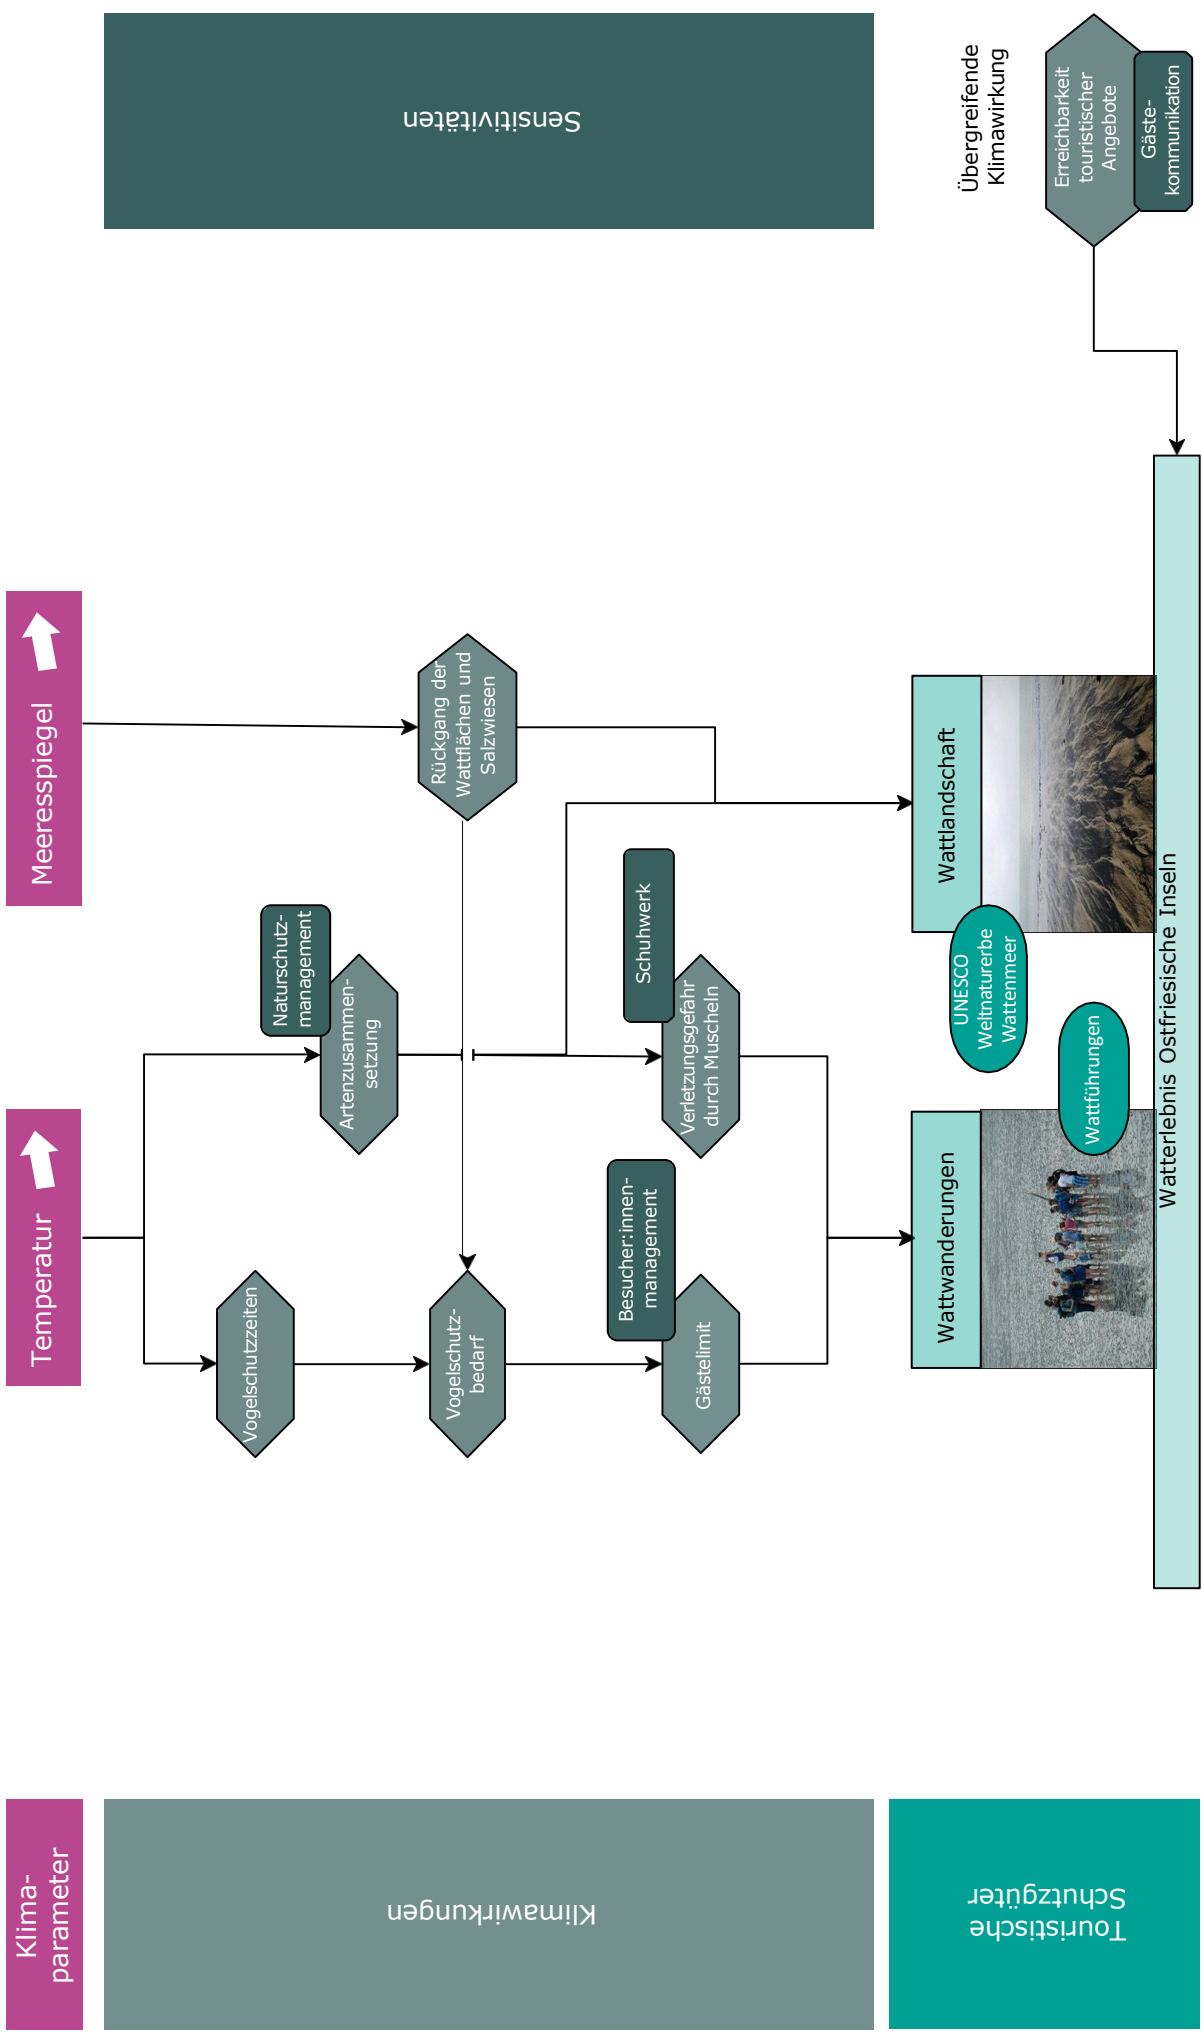 Klima-
parameter
Temperatur
Meeresspiegel
Klimawirkungen
Sensitivitäten
Vogelschutzzeiten
Naturschutz-
management
Artenzusammen-
setzung
Vogelschutz-
bedarf
Rückgang der
Wattflächen und
Salzwiesen
Besucher:innen-
management
Gästelimit
Schuhwerk
Verletzungsgefahr
durch Muscheln
Touristische
Schutzgüter
Wattwanderungen
Wattführungen
UNESCO
Weltnaturerbe
Wattenmeer
Wattlandschaft
Watterlebnis Ostfriesische Inseln
Übergreifende
Klimawirkung
Erreichbarkeit
touristischer
Angebote
Gäste-
kommunikation